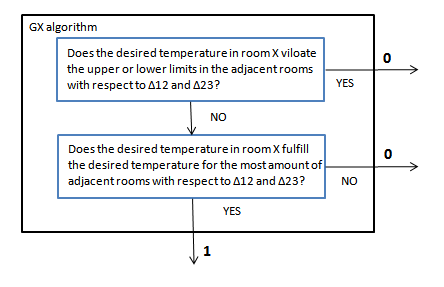 GX algorithm
Does the desired temperature in room X viloate
the upper or lower limits in the adjacent rooms
with respect to Δ12 and Δ23?
0
YES
NO
Does the desired temperature in room X fulfill
the desired temperature for the most amount of
adjacent rooms with respect to Δ12 and Δ23?
0
NO
YES
1